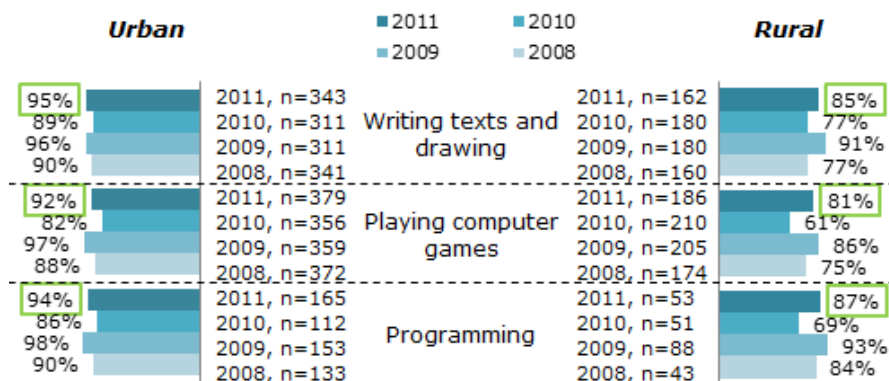 Urban
2011
2010
2009
2008
Rural
95%
2011, n=343
Writing texts and drawing
2011, n=162
85%
89%
2010, n=311
2010, n=180
77%
96%
2009, n=311
2009, n=180
91%
90%
2008, n=341
2008, n=160
77%
92%
2011, n=379
Playing computer games
2011, n=186
81%
82%
2010, n=356
2010, n=210
61%
97%
2009, n=359
2009, n=205
86%
88%
2008, n=372
2008, n=174
75%
94%
2011, n=165
Programming
2011, n=53
87%
86%
2010, n=112
2010, n=51
69%
98%
2009, n=153
2009, n=88
93%
90%
2008, n=133
2008, n=43
84%